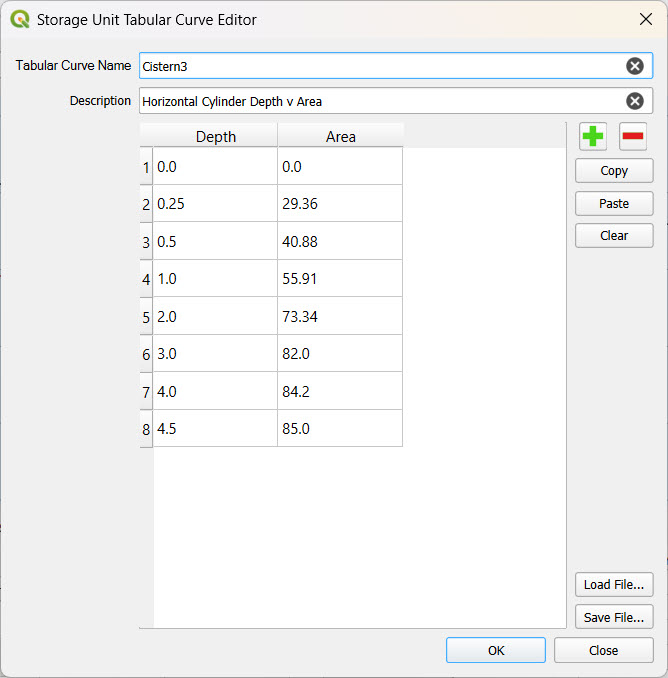 Storage Unit Tabular Curve Editor
Tabular Curve Name Cistern3
Description Horizontal Cylinder Depth v Area
Depth Area
1 0.0 0.0
2 0.25 29.36
3 0.5 40.88
4 1.0 55.91
5 2.0 73.34
6 3.0 82.0
7 4.0 84.2
8 4.5 85.0
Copy
Paste
Clear
Load File...
Save File...
OK Close